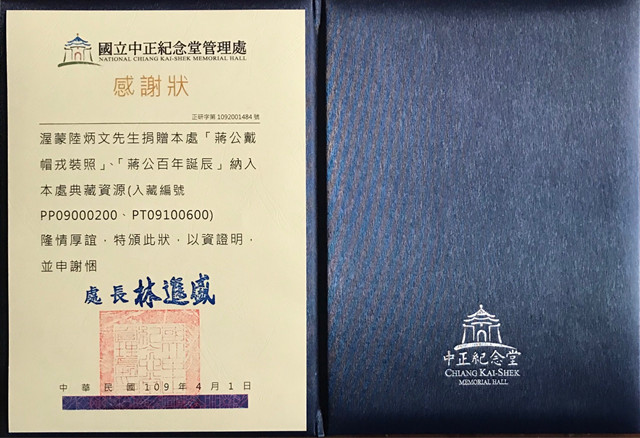 國立中正紀念堂管理處
NATIONAL CHIANG KAI-SHEK MEMORIAL HALL
感謝狀
正研字第 1092001484 號
渥蒙陸炳文先生捐贈本處「蔣公戴
帽戎裝照」、「蔣公百年誕辰」納入
本處典藏資源(入藏編號
PP09000200、PT09100600)
隆情厚誼，特頒此狀，以資證明，
並申謝悃
處長 林進盛
中華民國109年4月1日
中正紀念堂
CHIANG KAI-SHEK
MEMORIAL HALL